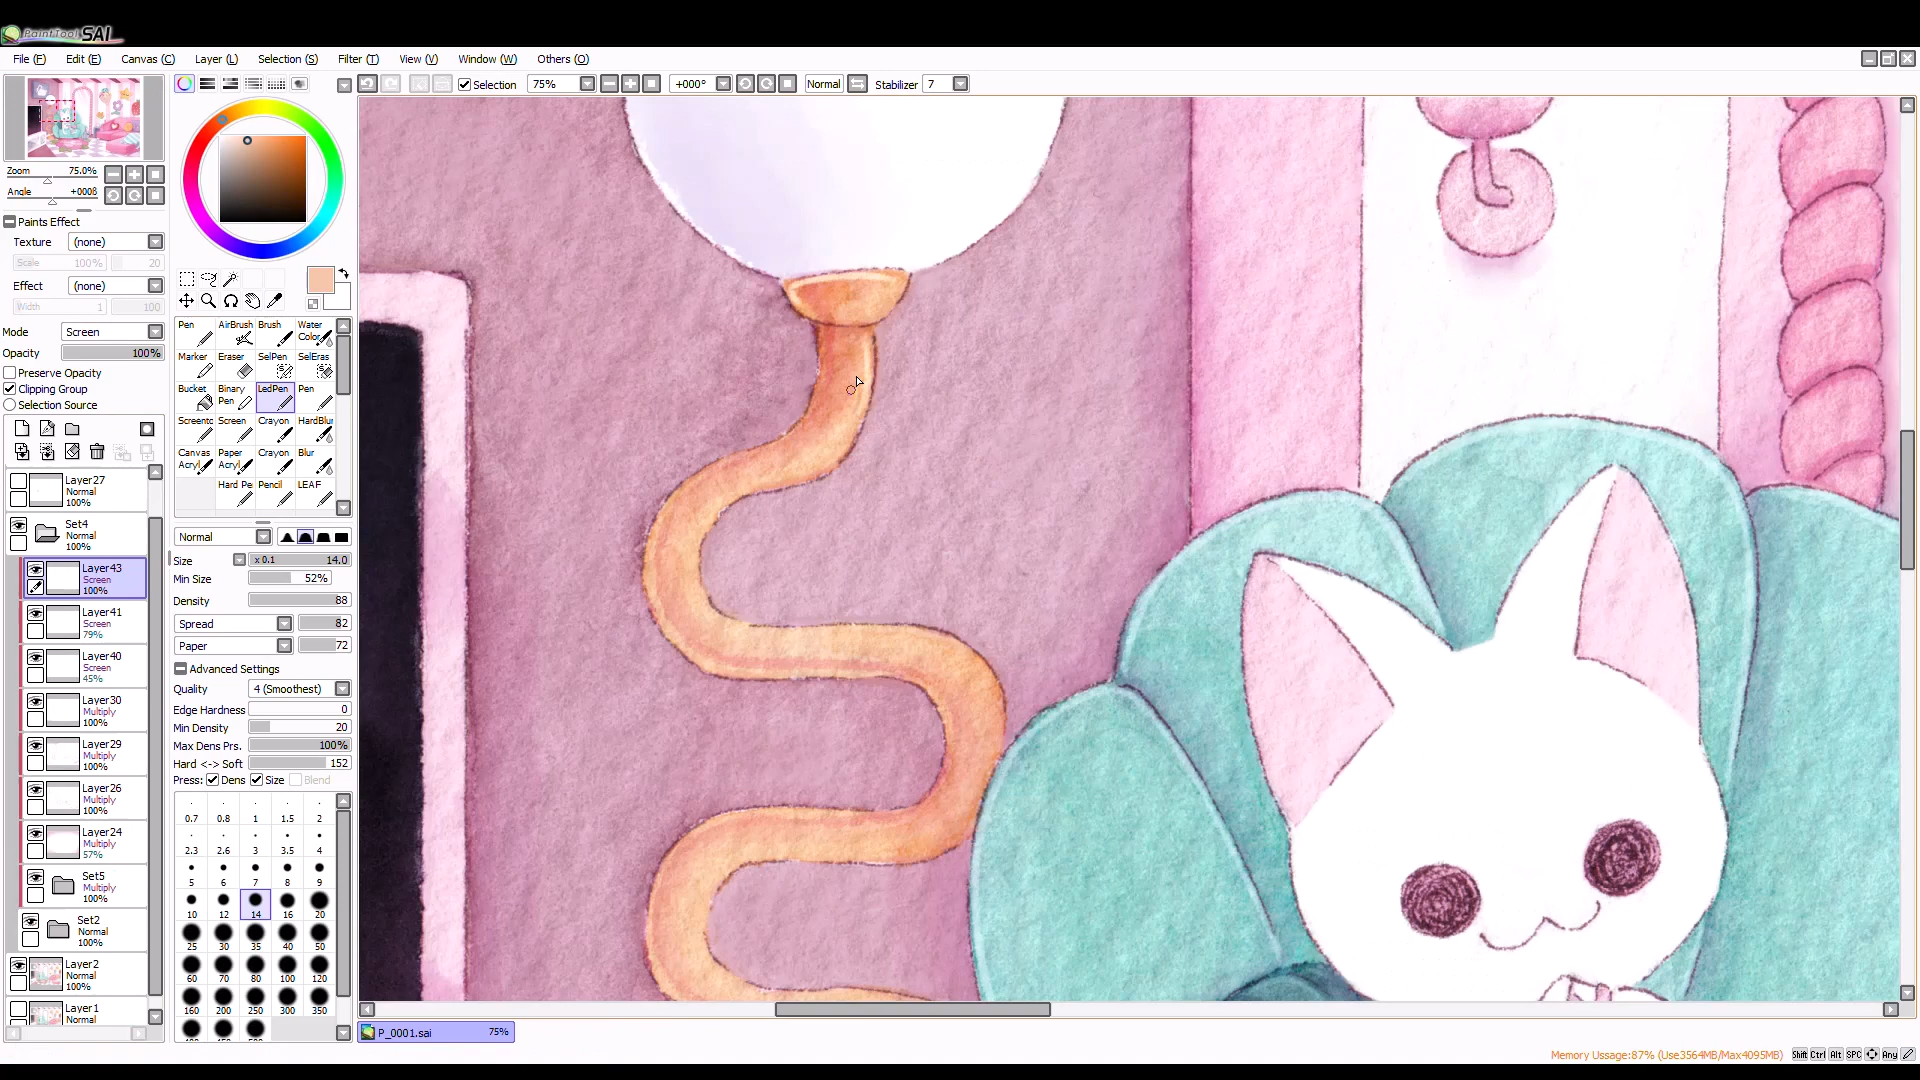 PaintTool SAI
File (F) Edit (E) Canvas (C) Layer (L) Selection (S) Filter (T) View (V) Window (W) Others (O)
Selection 75% +000° Normal Stabilizer 7
Zoom 75.0%
Angle +000ß
Paints Effect
Texture (none)
Scale 100% 20
Effect (none)
Width 1 100
Mode Screen
Opacity 100%
Preserve Opacity
Clipping Group
Selection Source
Layer27
Normal
100%
Set4
Normal
100%
Layer43
Screen
100%
Layer41
Screen
79%
Layer40
Screen
45%
Layer30
Multiply
100%
Layer29
Multiply
100%
Layer26
Multiply
100%
Layer24
Multiply
57%
Set5
Multiply
100%
Set2
Normal
100%
Layer2
Normal
100%
Layer1
Normal
Pen AirBrush Brush Water Color
Marker Eraser SelPen SelEras
Bucket Binary Pen LedPen Pen
Screento Screen Crayon HardBlur
Canvas Acryl Paper Acryl Crayon Blur
Hard Pe Pencil LEAF
Normal
Size x 0.1 14.0
Min Size 52%
Density 88
Spread 82
Paper 72
Advanced Settings
Quality 4 (Smoothest)
Edge Hardness 0
Min Density 20
Max Dens Prs. 100%
Hard <-> Soft 152
Press: Dens Size Blend
0.7 0.8 1 1.5 2
2.3 2.6 3 3.5 4
5 6 7 8 9
10 12 14 16 20
25 30 35 40 50
60 70 80 100 120
160 200 250 300 350
P_0001.sai 75%
Memory Ussage:87% (Use3564MB/Max4095MB) Shift Ctrl Alt SPC Any